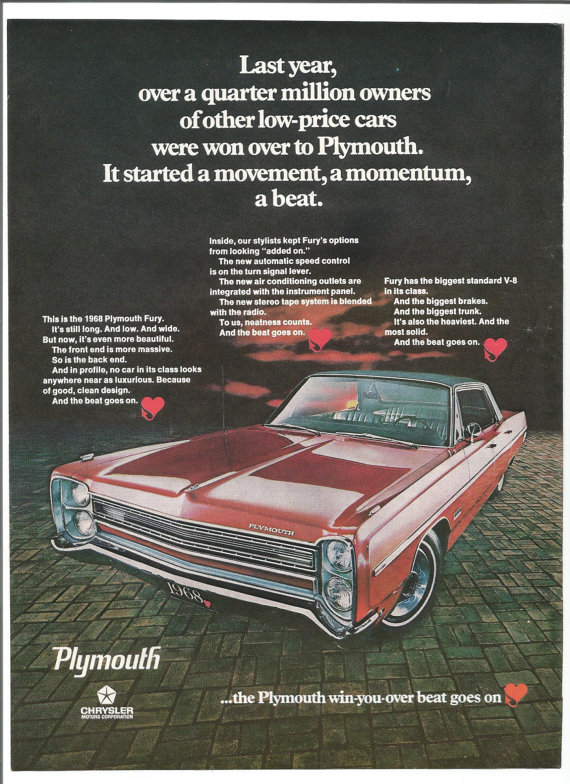 Last year,
over a quarter million owners
of other low-price cars
were won over to Plymouth.
It started a movement, a momentum,
a beat.
Inside, our stylists kept Fury's options
from looking "added on."
The new automatic speed control
is on the turn signal lever.
The new air conditioning outlets are
integrated with the instrument panel.
The new stereo tape system is blended
with the radio.
To us, neatness counts.
And the beat goes on.
Fury has the biggest standard V-8
in its class.
And the biggest brakes.
And the biggest trunk.
It's also the heaviest. And the
most solid.
And the beat goes on.
This is the 1968 Plymouth Fury.
It's still long. And low. And wide.
But now, it's even more beautiful.
The front end is more massive.
So is the back end.
And in profile, no car in its class looks
anywhere near as luxurious. Because
of good, clean design.
And the beat goes on.
PLYMOUTH
1968
Plymouth
CHRYSLER
MOTORS CORPORATION
...the Plymouth win-you-over beat goes on